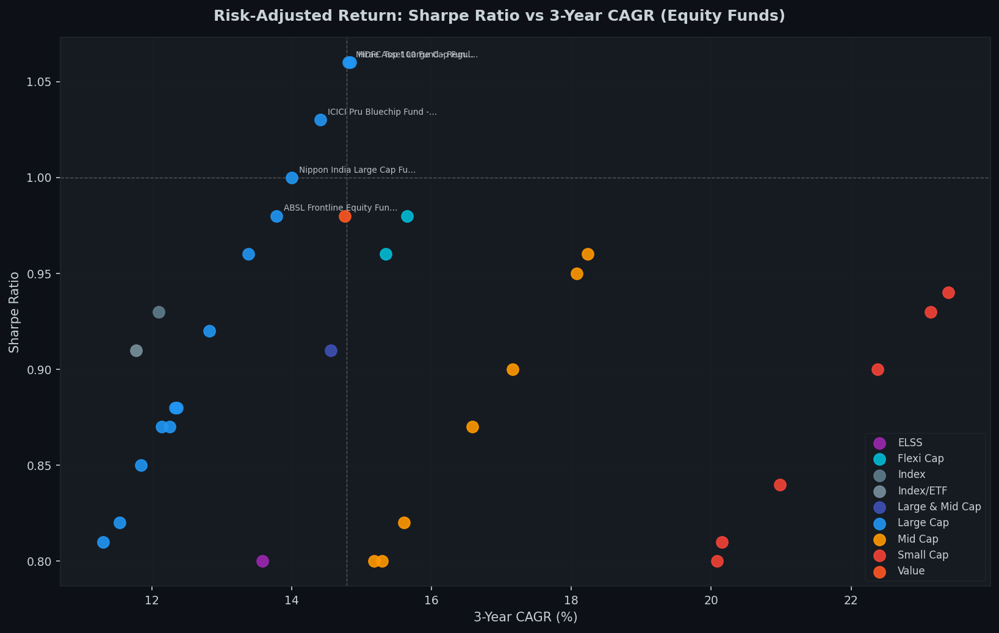 Risk-Adjusted Return: Sharpe Ratio vs 3-Year CAGR (Equity Funds)
ICICI Pru Bluechip Fund -...
Nippon India Large Cap Fu...
ABSL Frontline Equity Fun...
Sharpe Ratio
1.05
1.00
0.95
0.90
0.85
0.80
12
14
16
18
20
22
3-Year CAGR (%)
ELSS
Flexi Cap
Index
Index/ETF
Large & Mid Cap
Large Cap
Mid Cap
Small Cap
Value